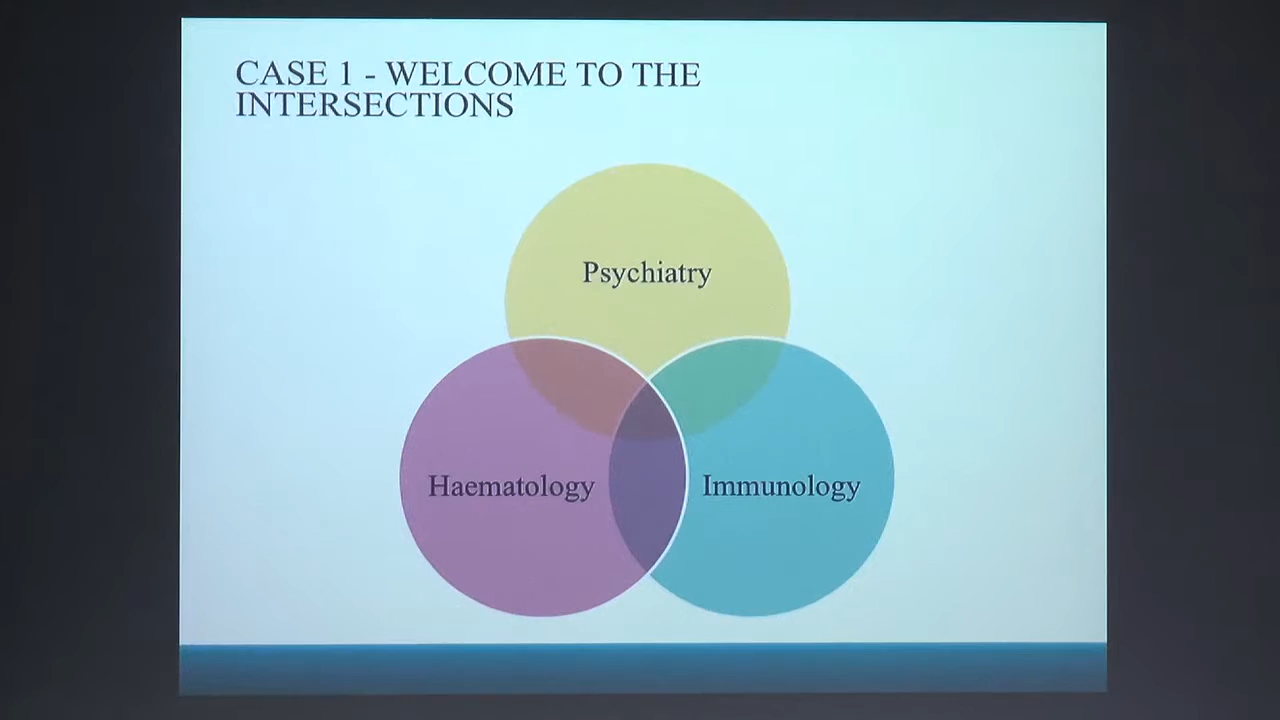 CASE 1 - WELCOME TO THE
INTERSECTIONS
Psychiatry
Haematology
Immunology